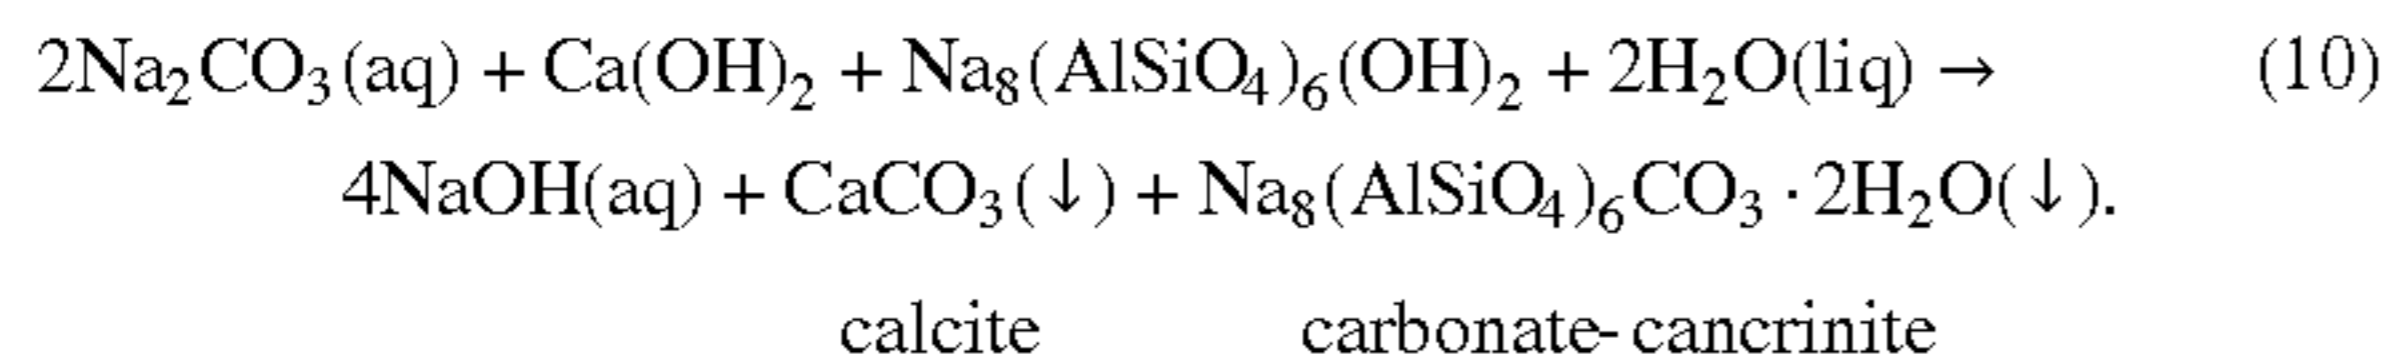 2Na₂CO₃(aq) + Ca(OH)₂ + Na₈(AlSiO₄)₆(OH)₂ + 2H₂O(liq) → (10)
4NaOH(aq) + CaCO₃(↓) + Na₈(AlSiO₄)₆CO₃·2H₂O(↓).
calcite carbonate-cancrinite